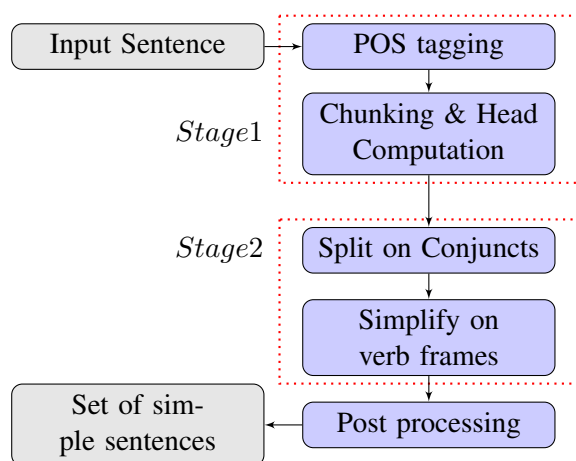 Input Sentence
POS tagging
Stage1
Chunking & Head
Computation
Stage2
Split on Conjuncts
Simplify on
verb frames
Set of sim-
ple sentences
Post processing